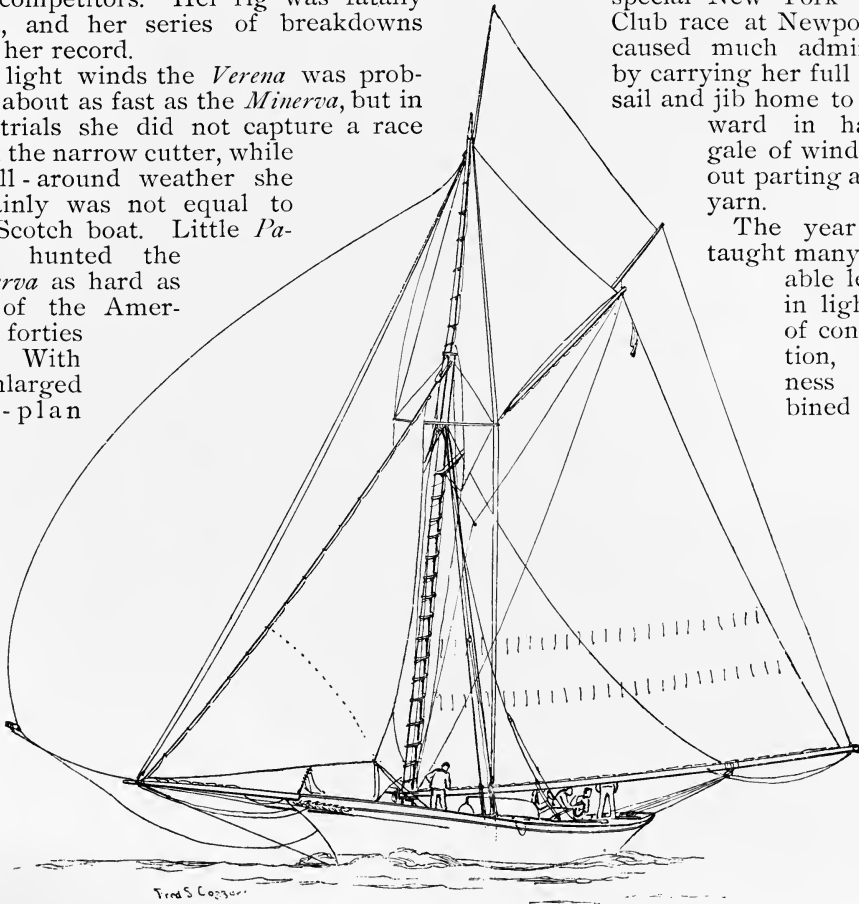 competitors. Her rig was fatally
, and her series of breakdowns
her record.
light winds the Verena was prob-
about as fast as the Minerva, but in
trials she did not capture a race
the narrow cutter, while
ll - around weather she
ainly was not equal to
Scotch boat. Little Pa-
hunted the
erva as hard as
of the Amer-
forties
With
nlarged
- plan
special New York
Club race at Newpo
caused much admi
by carrying her full
sail and jib home to
ward in ha
gale of wind
out parting a
yarn.
The year
taught many
able le
in ligh
of con
tion,
ness
bined
Fred S